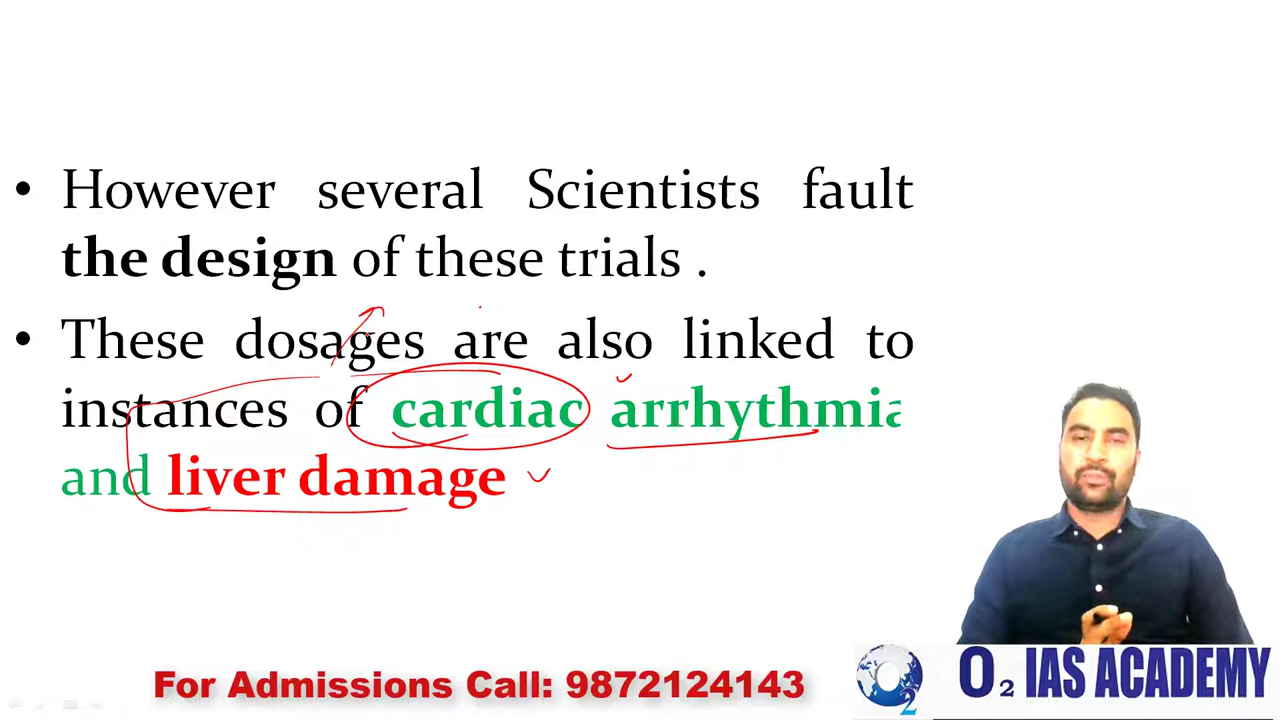 • However several Scientists fault
the design of these trials .
• These dosages are also linked to
instances of cardiac arrhythmia
and liver damage
For Admissions Call: 9872124143
O2 IAS ACADEMY